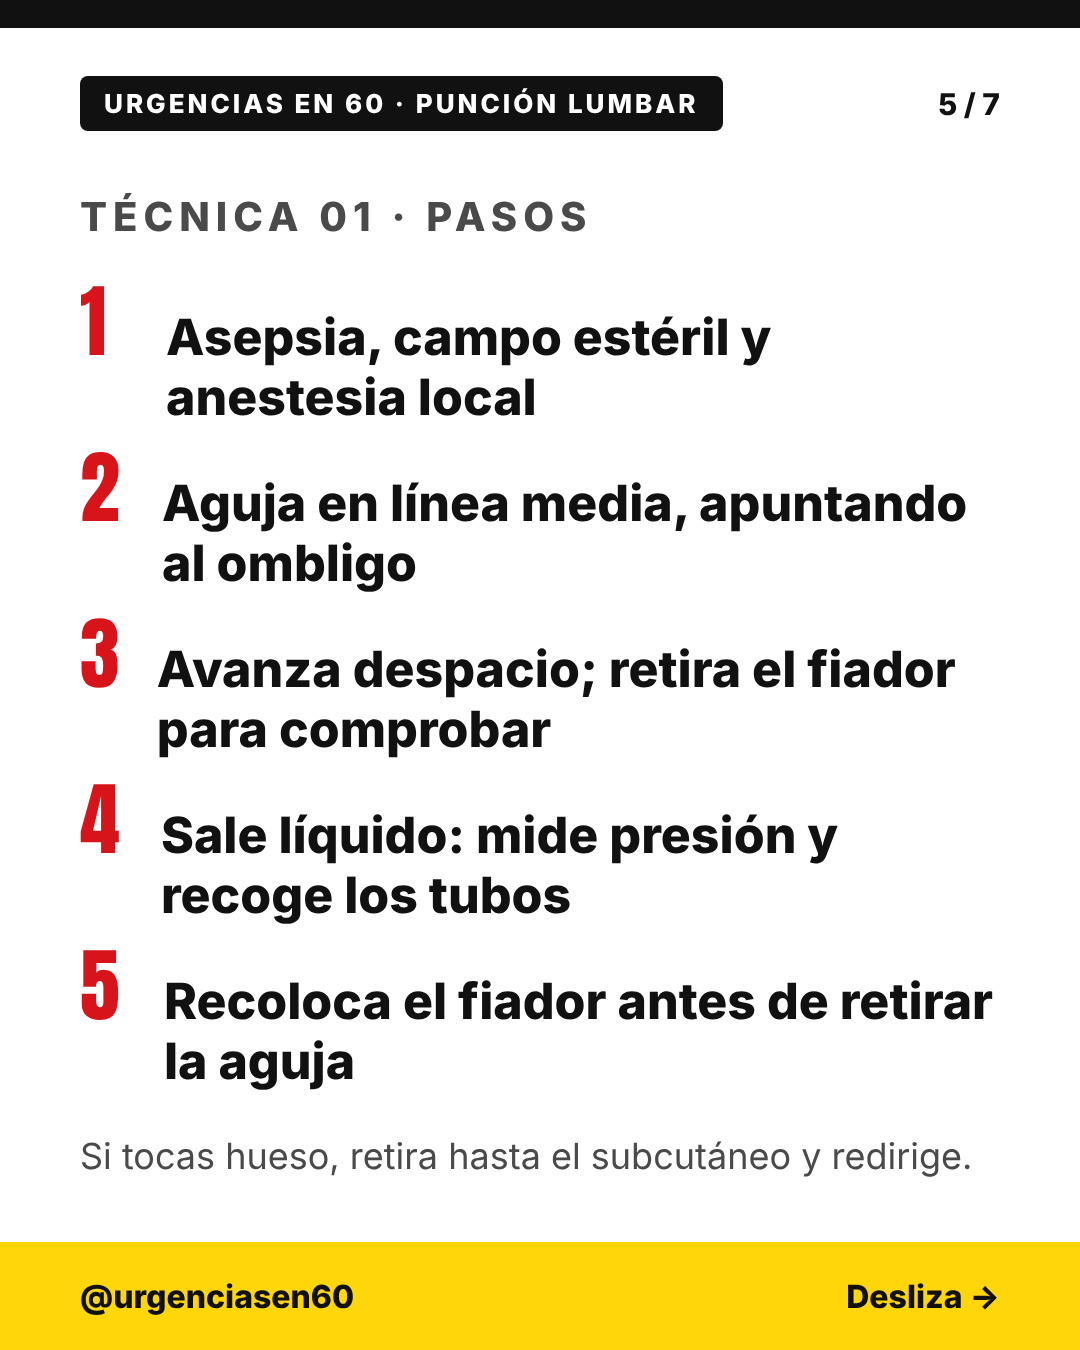 URGENCIAS EN 60 · PUNCIÓN LUMBAR
5 / 7
TÉCNICA 01 · PASOS
1 Asepsia, campo estéril y
anestesia local
2 Aguja en línea media, apuntando
al ombligo
3 Avanza despacio; retira el fiador
para comprobar
4 Sale líquido: mide presión y
recoge los tubos
5 Recoloca el fiador antes de retirar
la aguja
Si tocas hueso, retira hasta el subcutáneo y redirige.
@urgenciasen60
Desliza →